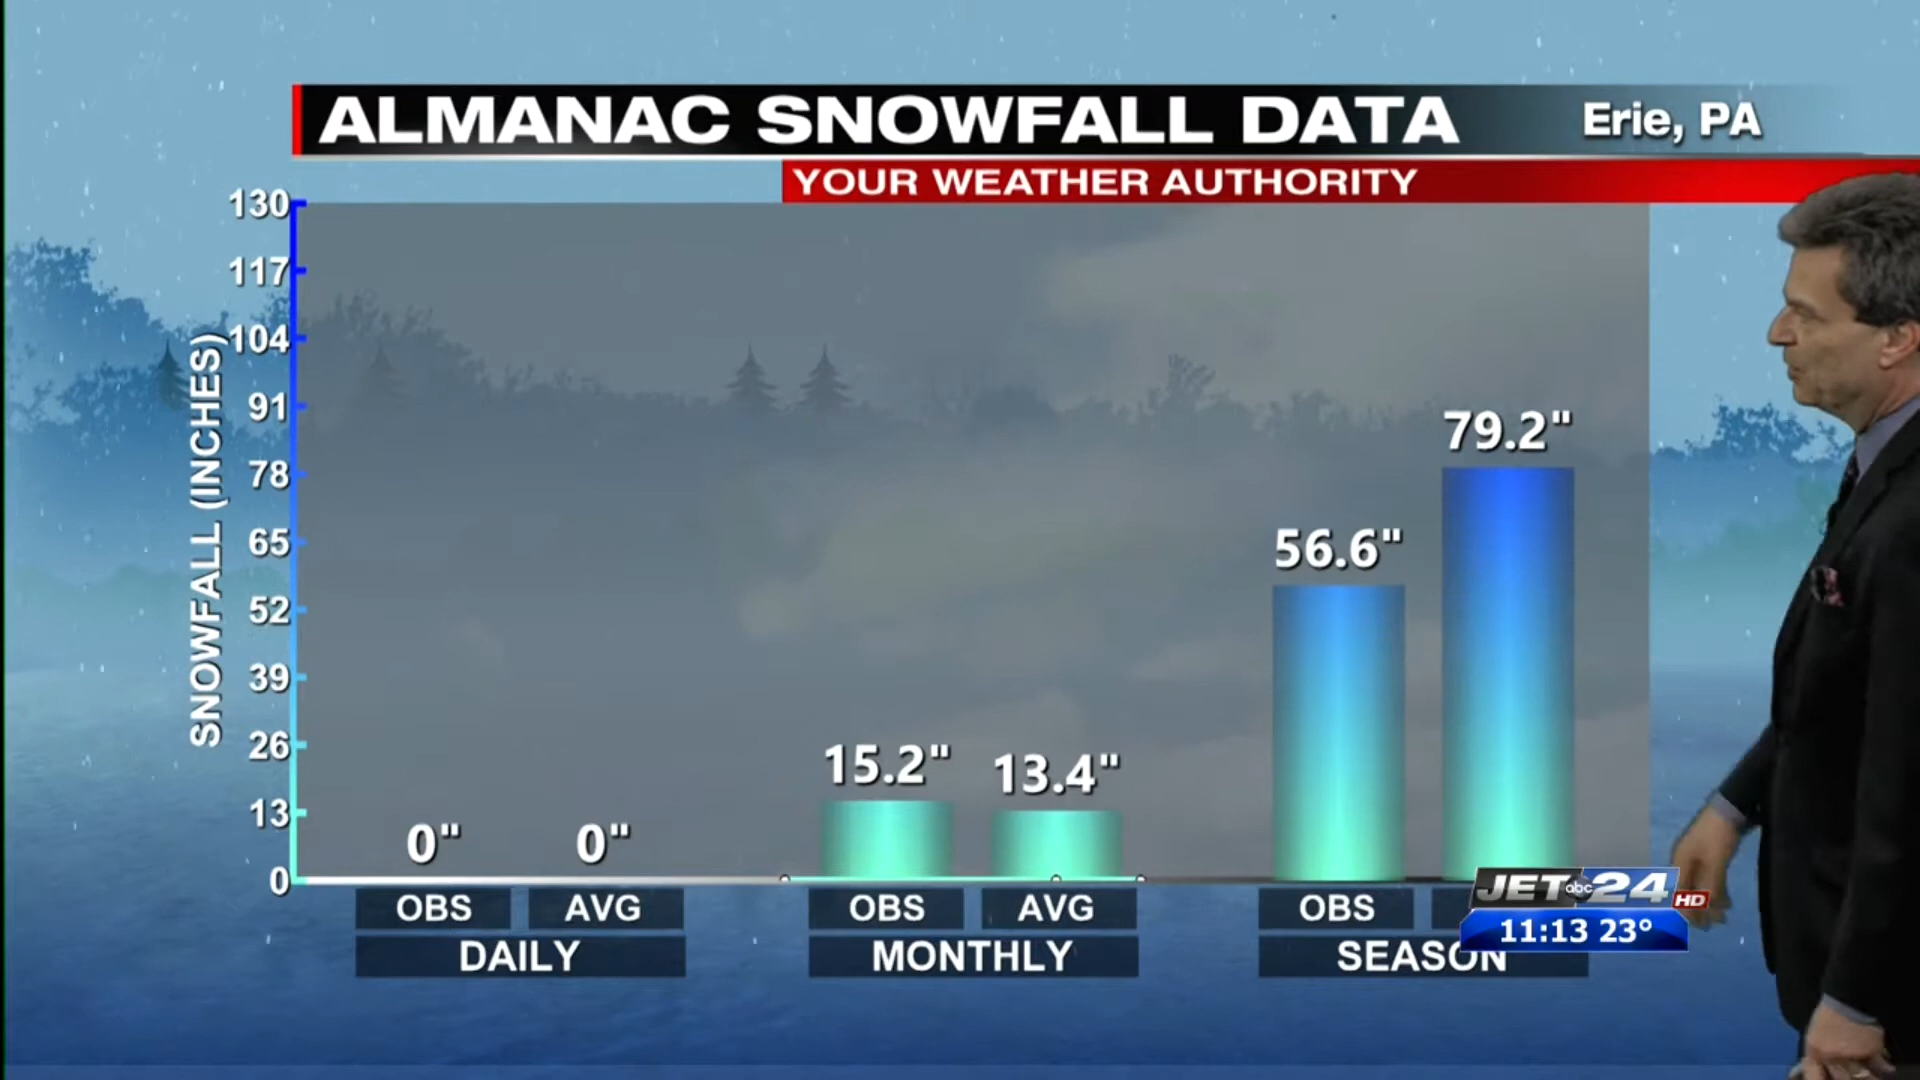 ALMANAC SNOWFALL DATA
Erie, PA
YOUR WEATHER AUTHORITY
SNOWFALL (INCHES)
130
117
104
91
78
65
52
39
26
13
0
0"
0"
15.2"
13.4"
56.6"
79.2"
OBS
AVG
OBS
AVG
OBS
DAILY
MONTHLY
SEASON
JET abc 24 HD
11:13 23°